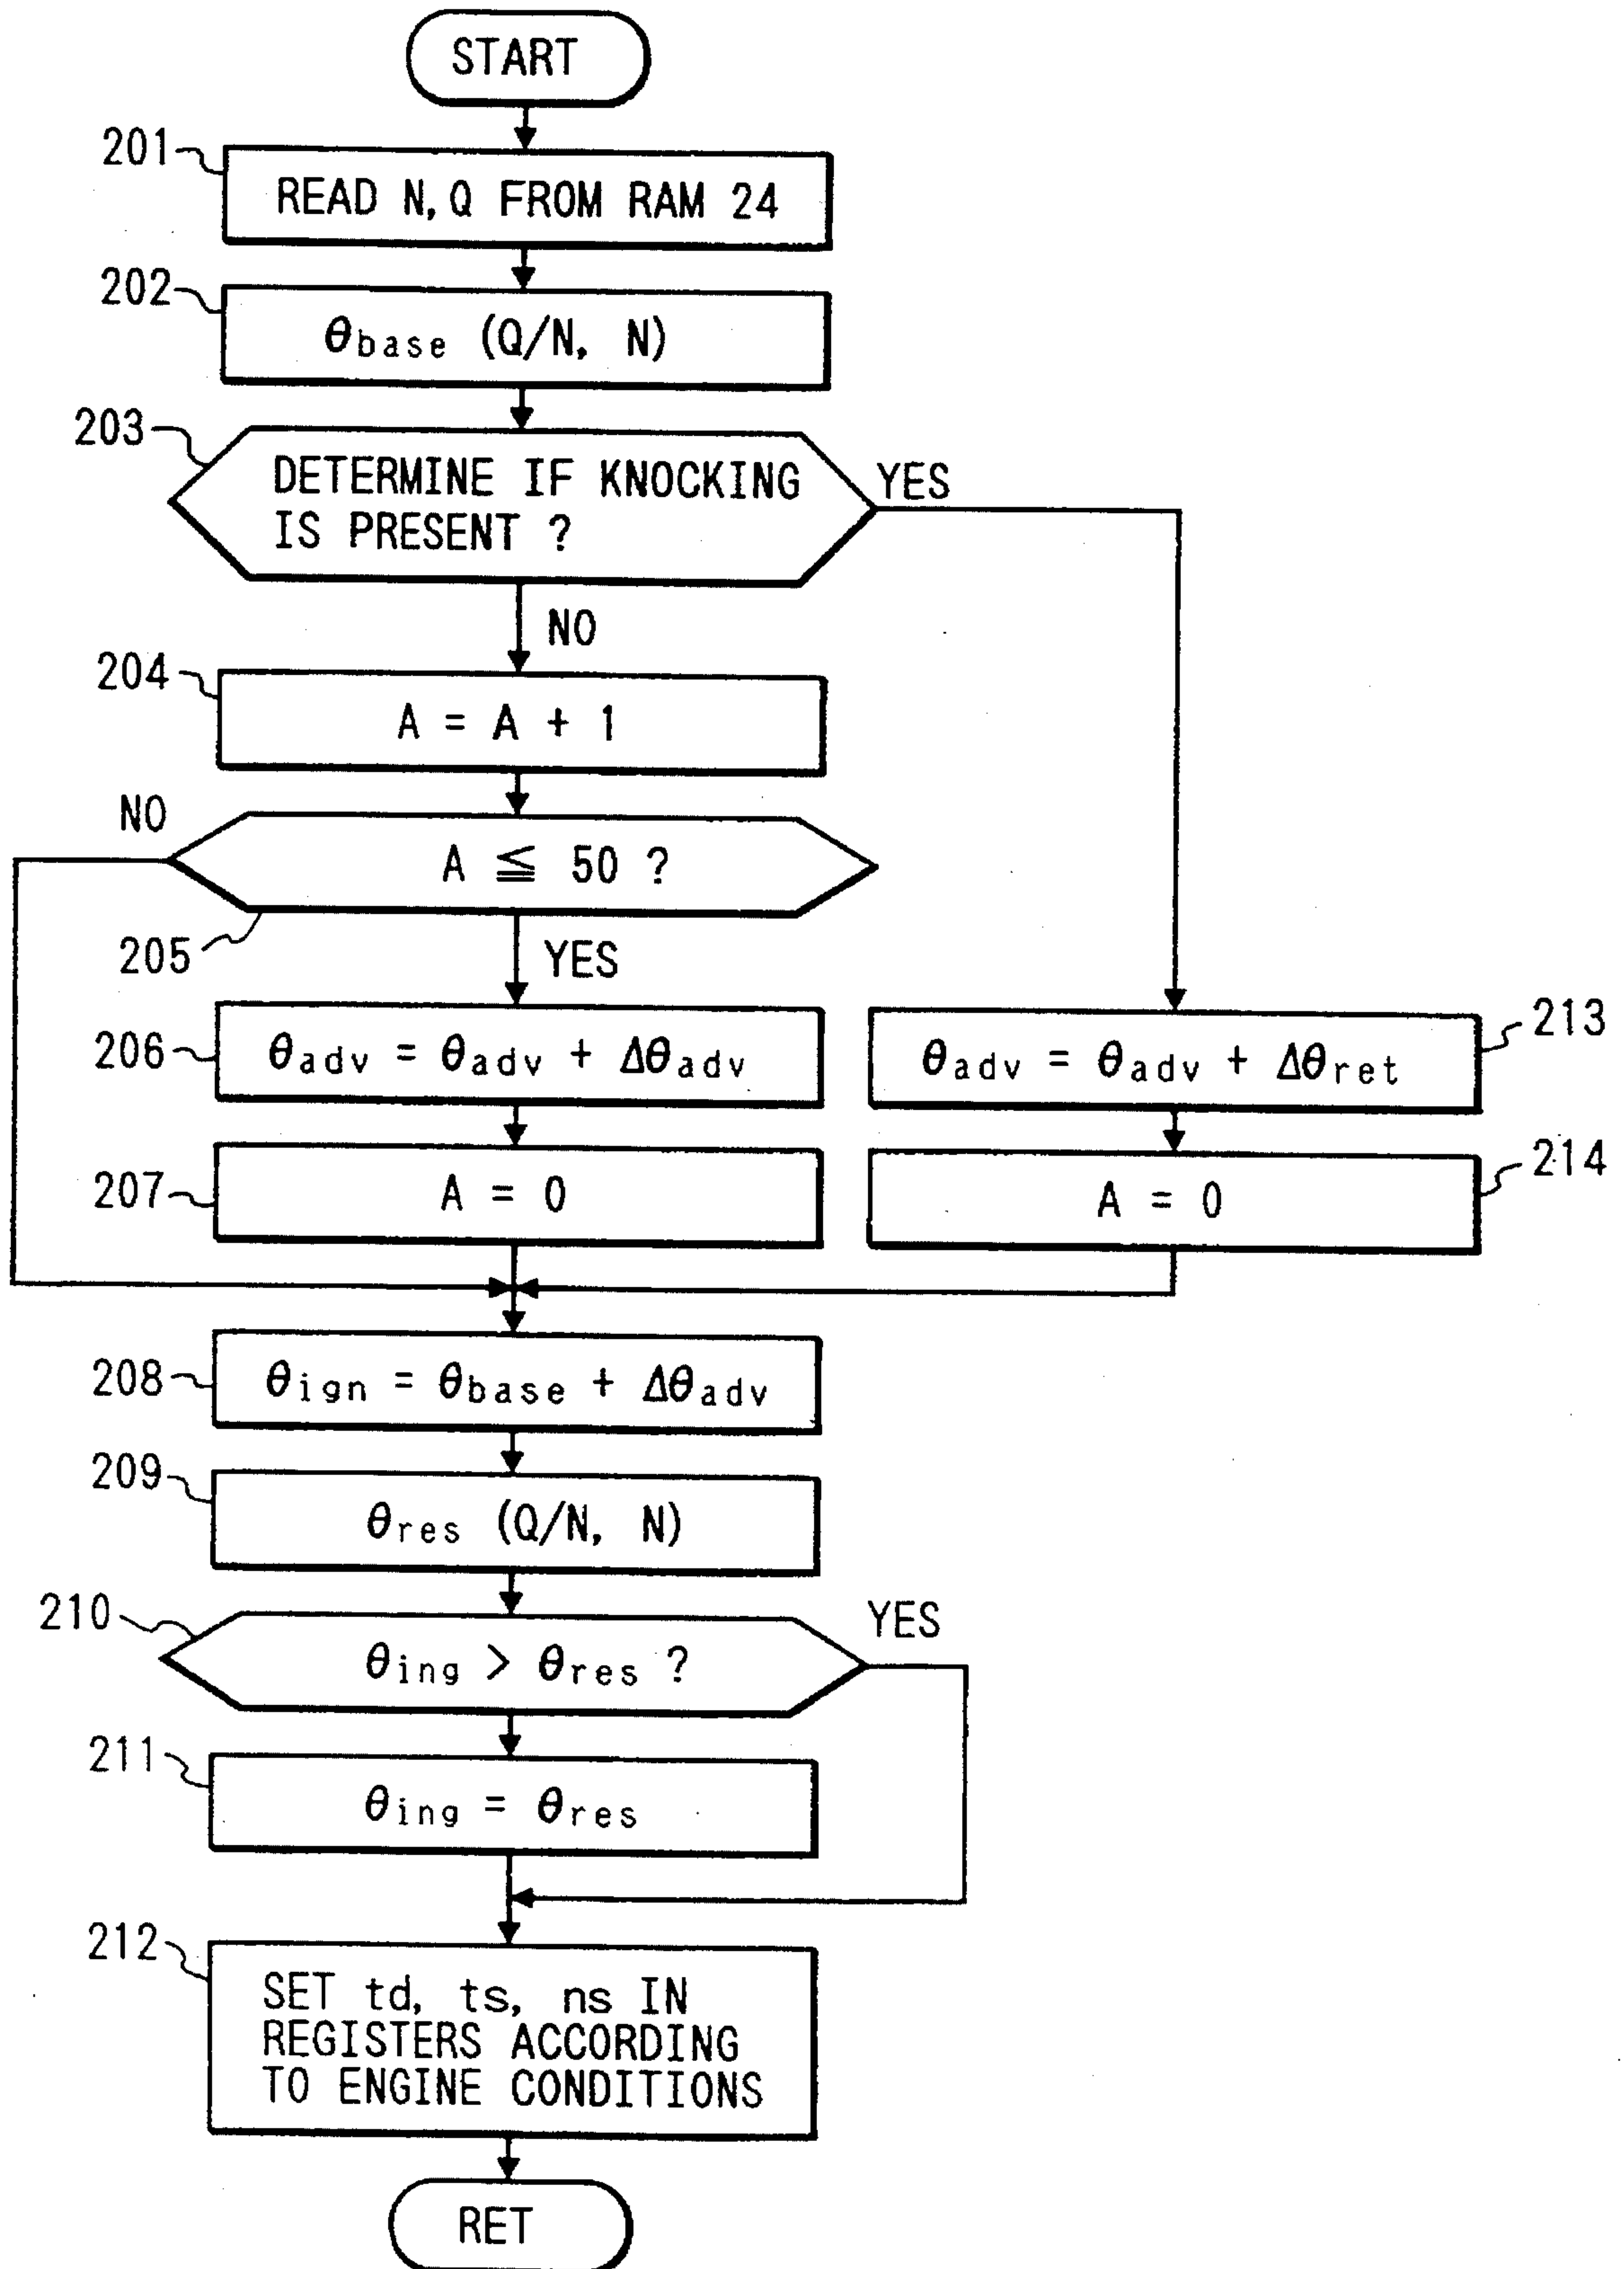 START
201
READ N, Q FROM RAM 24
202
θbase (Q/N, N)
203
DETERMINE IF KNOCKING
IS PRESENT ?
YES
NO
204
A = A + 1
NO
A ≦ 50 ?
205
YES
206
θadv = θadv + Δθadv
θadv = θadv + Δθret
213
207
A = 0
A = 0
214
208
θign = θbase + Δθadv
209
θres (Q/N, N)
210
YES
θing > θres ?
211
θing = θres
212
SET td, ts, ns IN
REGISTERS ACCORDING
TO ENGINE CONDITIONS
RET